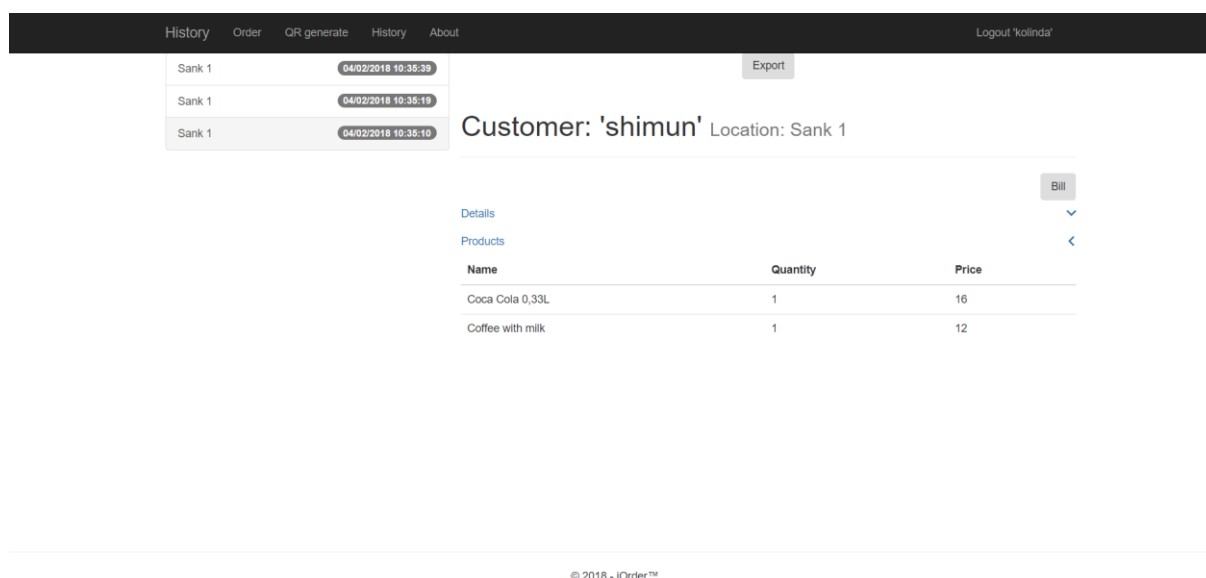 History Order QR generate History About Logout 'kolinda'
Sank 1 04/02/2018 10:35:39
Sank 1 04/02/2018 10:35:19
Sank 1 04/02/2018 10:35:10
Export
Customer: 'shimun' Location: Sank 1
Bill
Details
Products
Name Quantity Price
Coca Cola 0,33L 1 16
Coffee with milk 1 12
© 2018 - iOrder™